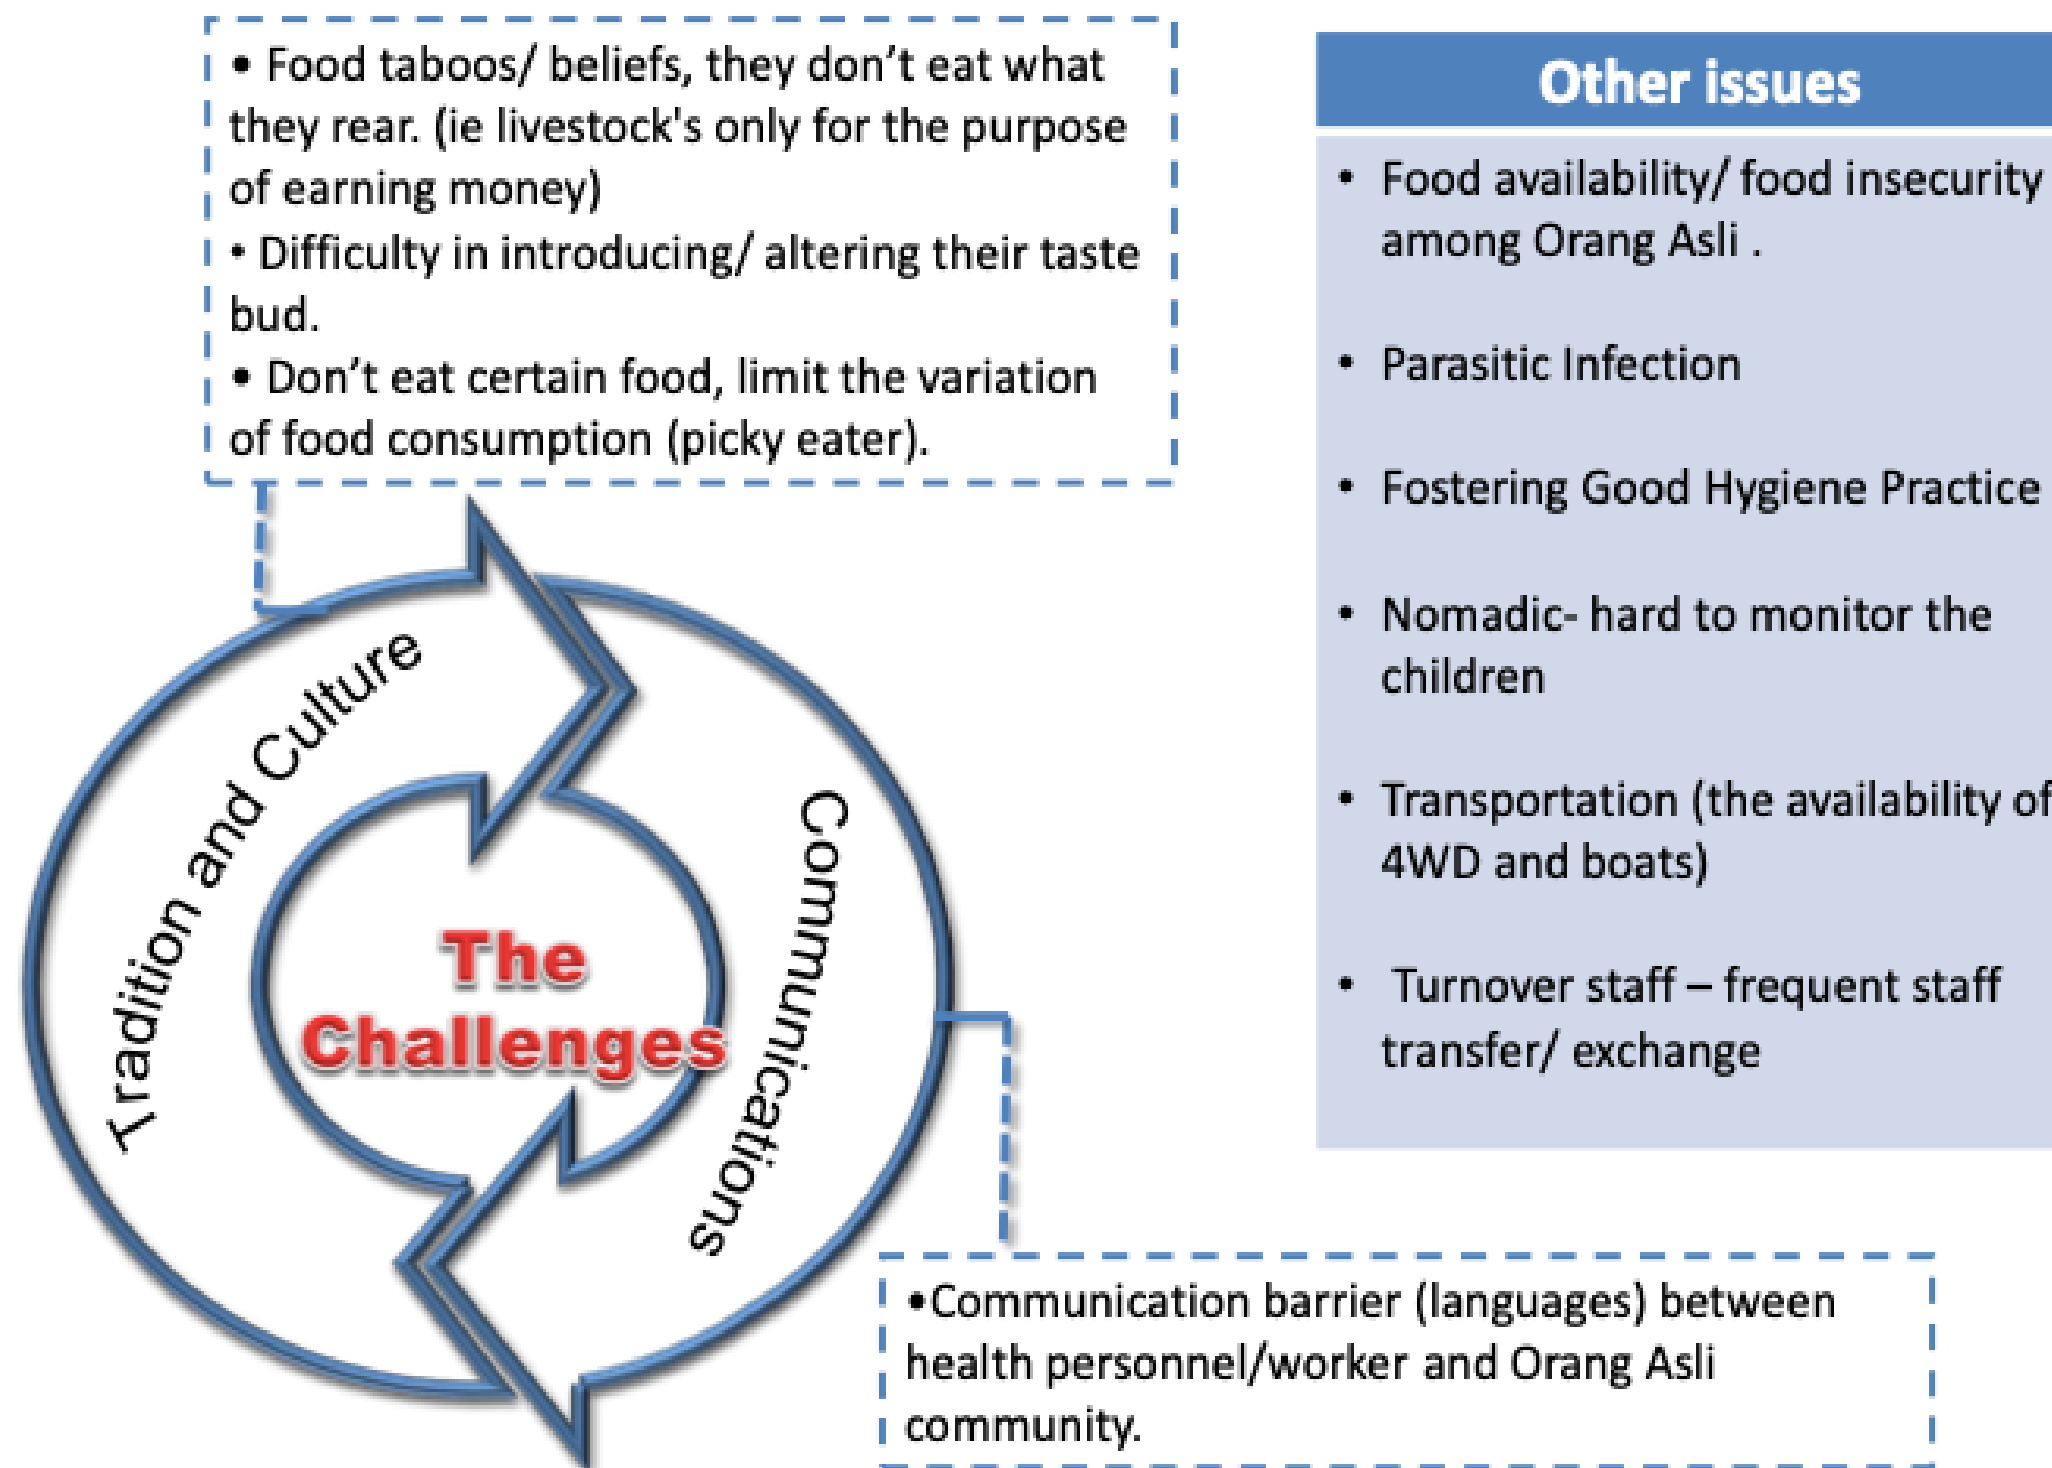 • Food taboos/ beliefs, they don’t eat what
they rear. (ie livestock's only for the purpose
of earning money)
• Difficulty in introducing/ altering their taste
bud.
• Don’t eat certain food, limit the variation
of food consumption (picky eater).
Tradition and Culture
Communications
The
Challenges
•Communication barrier (languages) between
health personnel/worker and Orang Asli
community.
Other issues
• Food availability/ food insecurity
among Orang Asli .
• Parasitic Infection
• Fostering Good Hygiene Practice
• Nomadic- hard to monitor the
children
• Transportation (the availability of
4WD and boats)
• Turnover staff – frequent staff
transfer/ exchange